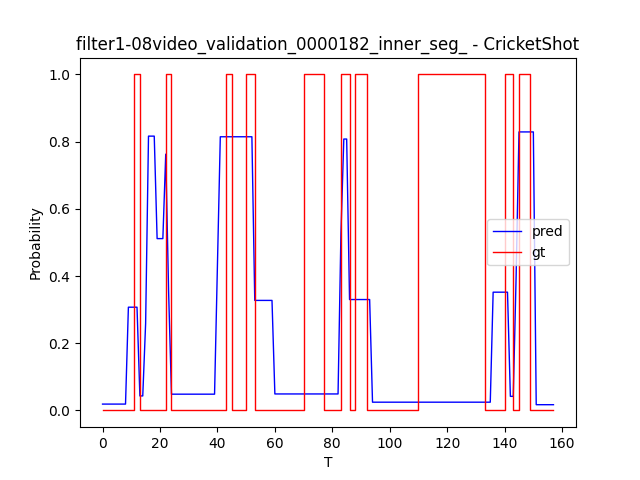 filter1-08video_validation_0000182_inner_seg_ - CricketShot
1.0
0.8
0.6
0.4
0.2
0.0
Probability
pred
gt
0 20 40 60 80 100 120 140 160
T